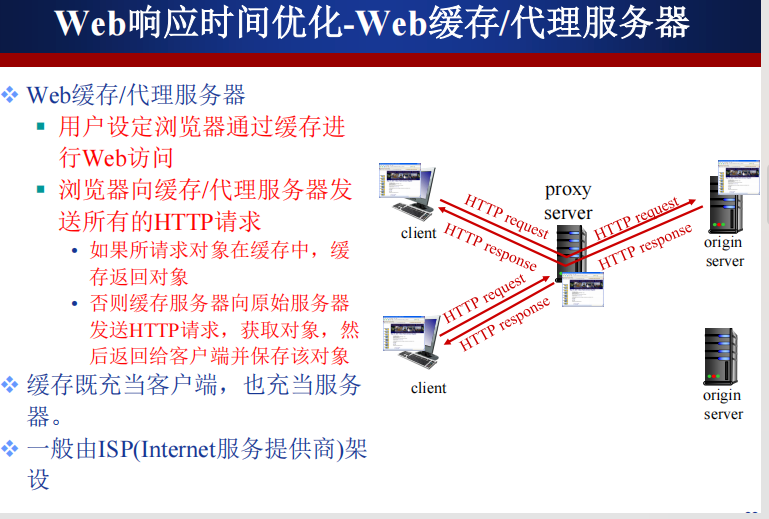 Web响应时间优化-Web缓存/代理服务器
Web缓存/代理服务器
用户设定浏览器通过缓存进
行Web访问
浏览器向缓存/代理服务器发
送所有的HTTP请求
如果所请求对象在缓存中，缓
存返回对象
否则缓存服务器向原始服务器
发送HTTP请求，获取对象，然
后返回给客户端并保存该对象
缓存既充当客户端，也充当服务
器。
一般由ISP(Internet服务提供商)架
设
proxy
server
client
HTTP request
HTTP response
HTTP request
HTTP response
origin
server
HTTP request
HTTP response
client
origin
server